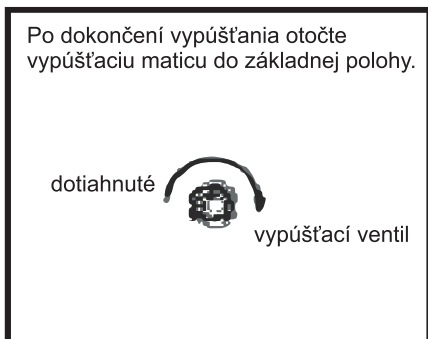 Po dokončení vypúšťania otočte
vypúšťaciu maticu do základnej polohy.
dotiahnuté
vypúšťací ventil